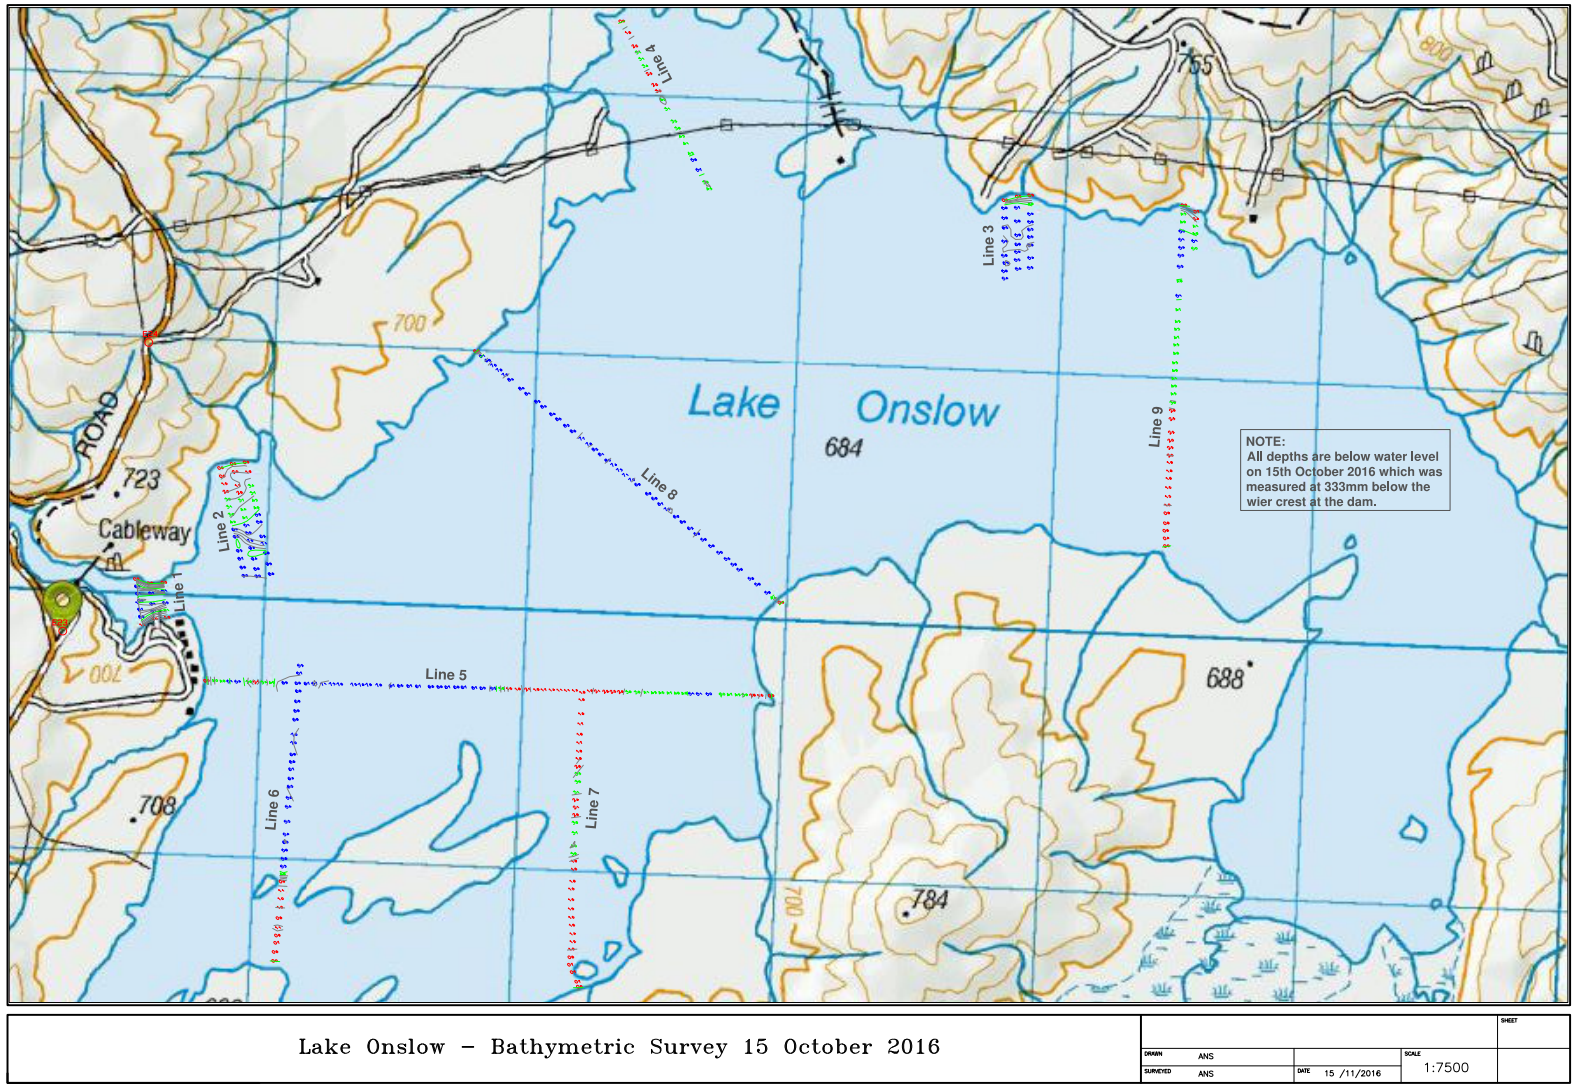 Line 4
755
800
Line 3
700
Lake Onslow
684
Line 9
NOTE:
All depths are below water level
on 15th October 2016 which was
measured at 333mm below the
wier crest at the dam.
ROAD
723
Line 8
Cableway
Line 2
Line 1
700
Line 5
688
Line 6
Line 7
708
700
784
Lake Onslow - Bathymetric Survey 15 October 2016
SHEET
DRAWN ANS
SCALE
1:7500
SURVEYED ANS
DATE 15 /11/2016